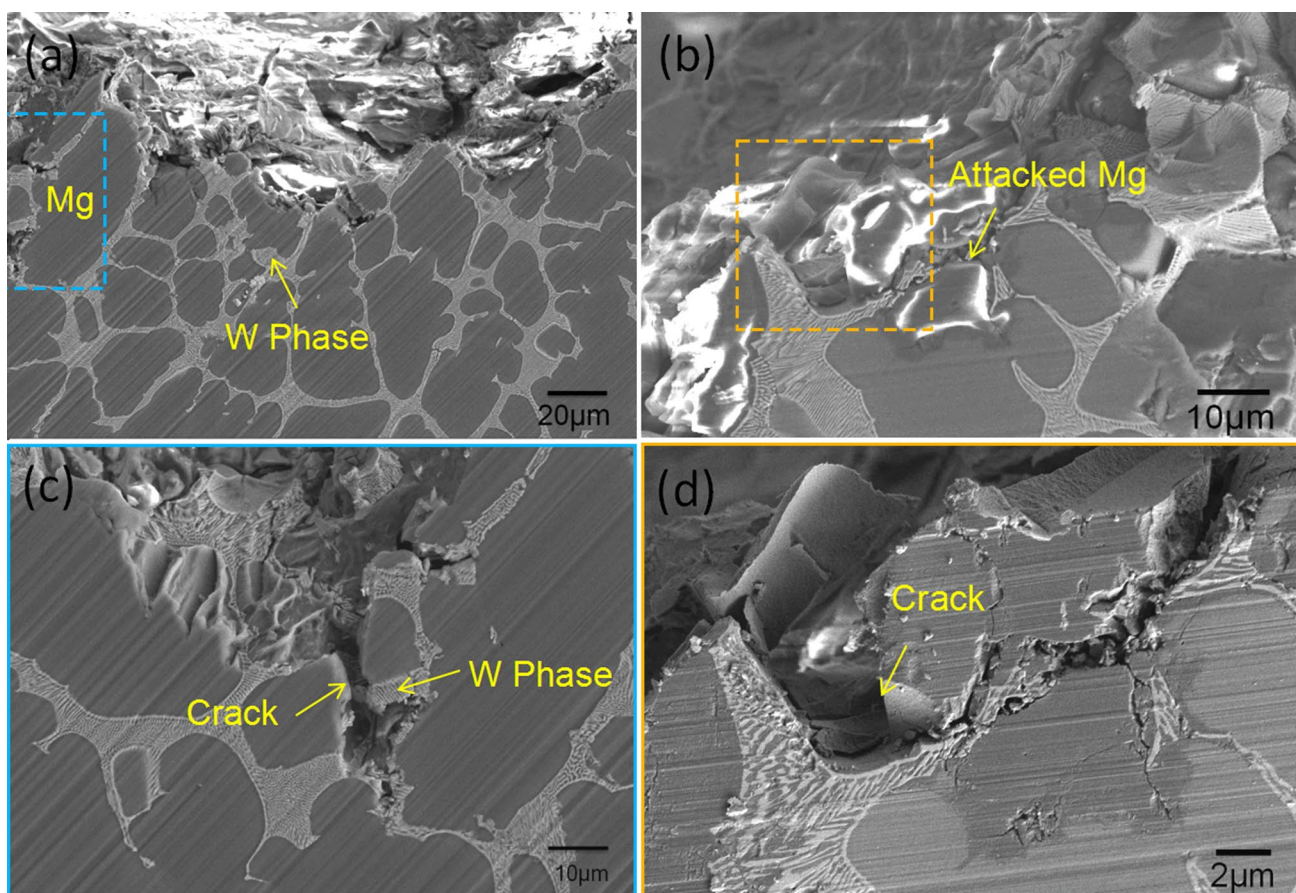 (a)
Mg
W Phase
20μm
(b)
Attacked Mg
10μm
(c)
Crack
W Phase
10μm
(d)
Crack
2μm